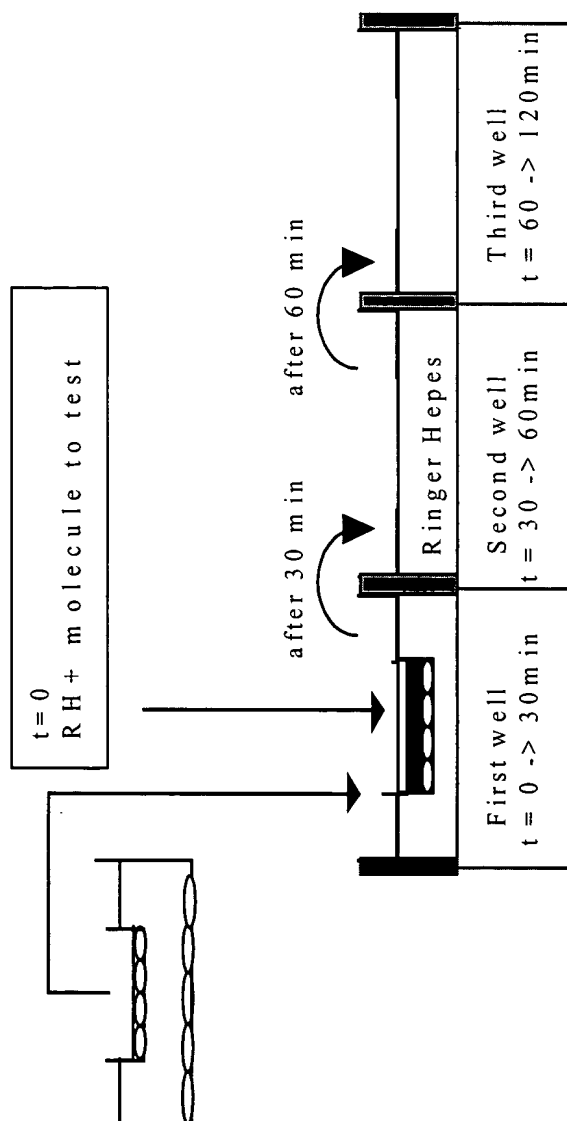 t=0
RH+ molecule to test
after 30 min
after 60 min
Ringer Hepes
First well
t = 0 -> 30min
Second well
t = 30 -> 60min
Third well
t = 60 -> 120min